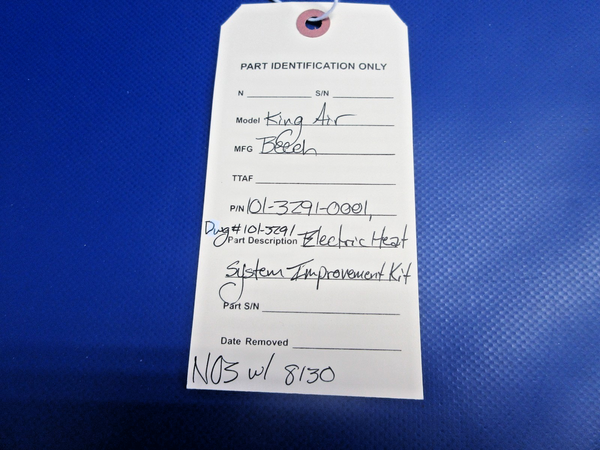 PART IDENTIFICATION ONLY
N S/N
Model King Air
MFG Beech
TTAF
P/N 101-3291-0001,
Dwg # 101-3291
Part Description Electric Heat
System Improvement Kit
Part S/N
Date Removed
NOS w/ 8130